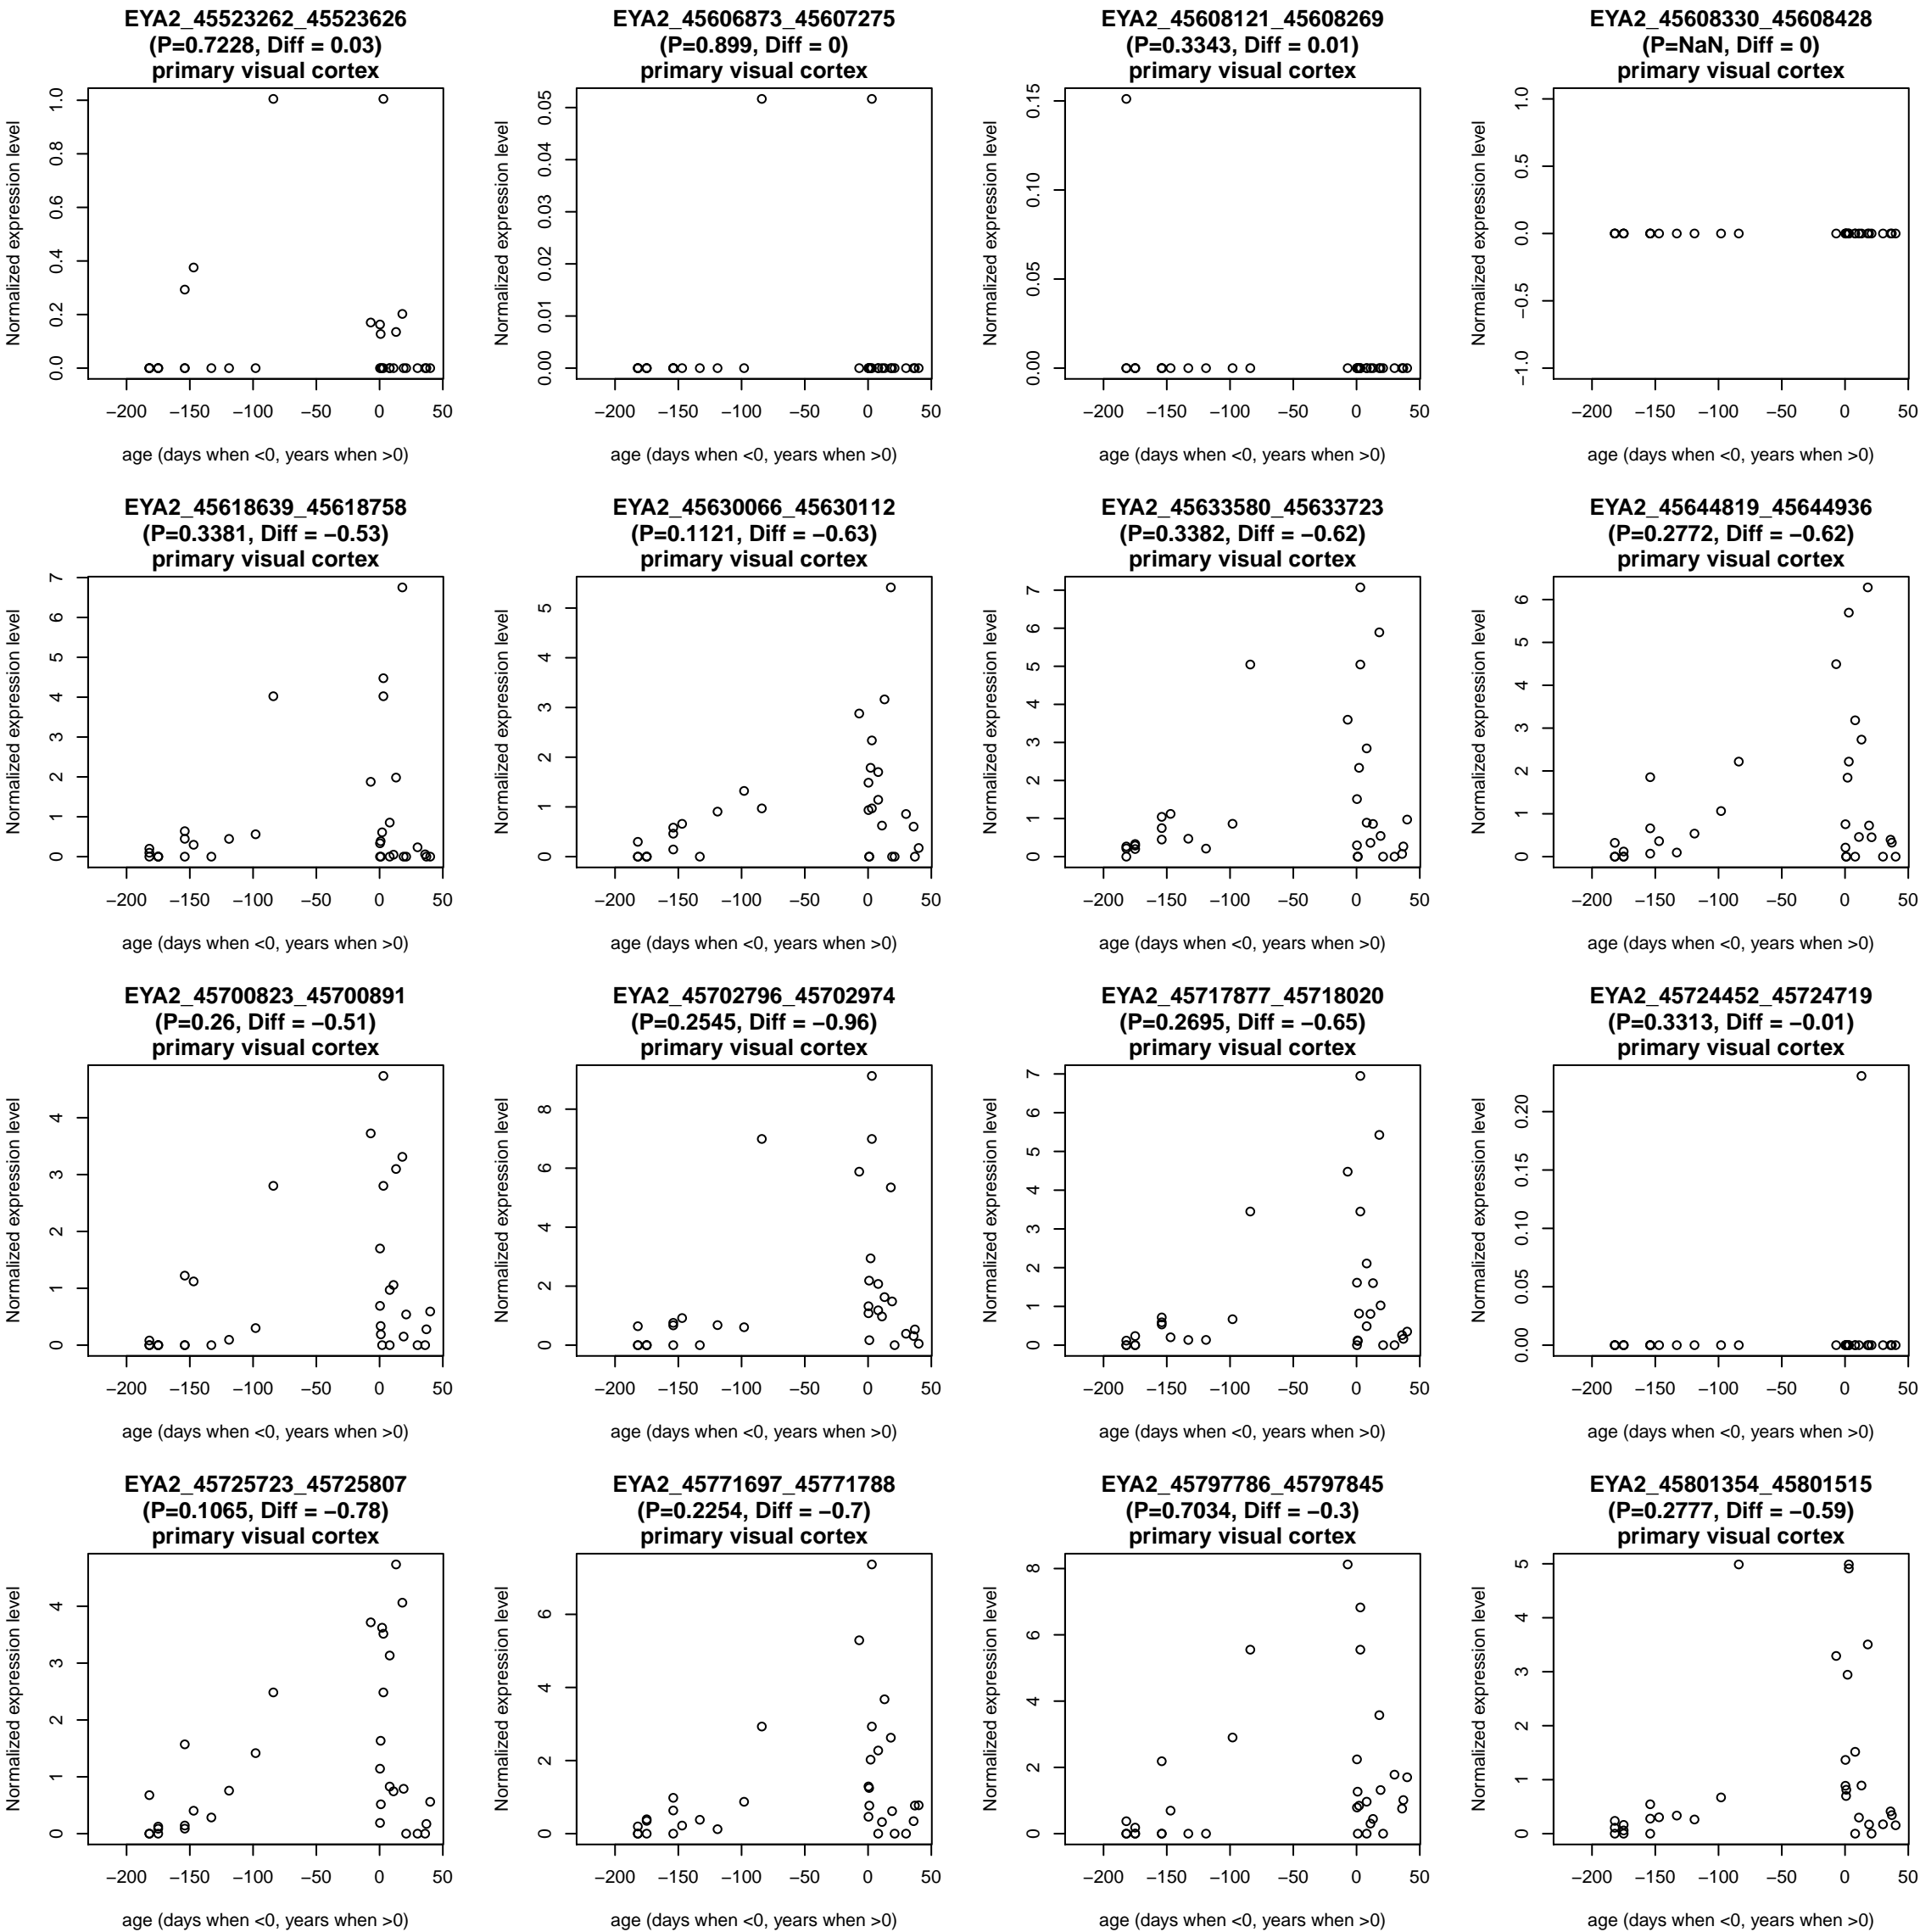 EYA2_45523262_45523626
(P=0.7228, Diff = 0.03)
primary visual cortex
Normalized expression level
0.0 0.2 0.4 0.6 0.8 1.0
−200 −150 −100 −50 0 50
age (days when <0, years when >0)
EYA2_45606873_45607275
(P=0.899, Diff = 0)
primary visual cortex
Normalized expression level
0.00 0.01 0.02 0.03 0.04 0.05
−200 −150 −100 −50 0 50
age (days when <0, years when >0)
EYA2_45608121_45608269
(P=0.3343, Diff = 0.01)
primary visual cortex
Normalized expression level
0.00 0.05 0.10 0.15
−200 −150 −100 −50 0 50
age (days when <0, years when >0)
EYA2_45608330_45608428
(P=NaN, Diff = 0)
primary visual cortex
Normalized expression level
−1.0 −0.5 0.0 0.5 1.0
−200 −150 −100 −50 0 50
age (days when <0, years when >0)
EYA2_45618639_45618758
(P=0.3381, Diff = −0.53)
primary visual cortex
Normalized expression level
0 1 2 3 4 5 6 7
−200 −150 −100 −50 0 50
age (days when <0, years when >0)
EYA2_45630066_45630112
(P=0.1121, Diff = −0.63)
primary visual cortex
Normalized expression level
0 1 2 3 4 5
−200 −150 −100 −50 0 50
age (days when <0, years when >0)
EYA2_45633580_45633723
(P=0.3382, Diff = −0.62)
primary visual cortex
Normalized expression level
0 1 2 3 4 5 6 7
−200 −150 −100 −50 0 50
age (days when <0, years when >0)
EYA2_45644819_45644936
(P=0.2772, Diff = −0.62)
primary visual cortex
Normalized expression level
0 1 2 3 4 5 6
−200 −150 −100 −50 0 50
age (days when <0, years when >0)
EYA2_45700823_45700891
(P=0.26, Diff = −0.51)
primary visual cortex
Normalized expression level
0 1 2 3 4
−200 −150 −100 −50 0 50
age (days when <0, years when >0)
EYA2_45702796_45702974
(P=0.2545, Diff = −0.96)
primary visual cortex
Normalized expression level
0 2 4 6 8
−200 −150 −100 −50 0 50
age (days when <0, years when >0)
EYA2_45717877_45718020
(P=0.2695, Diff = −0.65)
primary visual cortex
Normalized expression level
0 1 2 3 4 5 6 7
−200 −150 −100 −50 0 50
age (days when <0, years when >0)
EYA2_45724452_45724719
(P=0.3313, Diff = −0.01)
primary visual cortex
Normalized expression level
0.00 0.05 0.10 0.15 0.20
−200 −150 −100 −50 0 50
age (days when <0, years when >0)
EYA2_45725723_45725807
(P=0.1065, Diff = −0.78)
primary visual cortex
Normalized expression level
0 1 2 3 4
−200 −150 −100 −50 0 50
age (days when <0, years when >0)
EYA2_45771697_45771788
(P=0.2254, Diff = −0.7)
primary visual cortex
Normalized expression level
0 2 4 6
−200 −150 −100 −50 0 50
age (days when <0, years when >0)
EYA2_45797786_45797845
(P=0.7034, Diff = −0.3)
primary visual cortex
Normalized expression level
0 2 4 6 8
−200 −150 −100 −50 0 50
age (days when <0, years when >0)
EYA2_45801354_45801515
(P=0.2777, Diff = −0.59)
primary visual cortex
Normalized expression level
0 1 2 3 4 5
−200 −150 −100 −50 0 50
age (days when <0, years when >0)